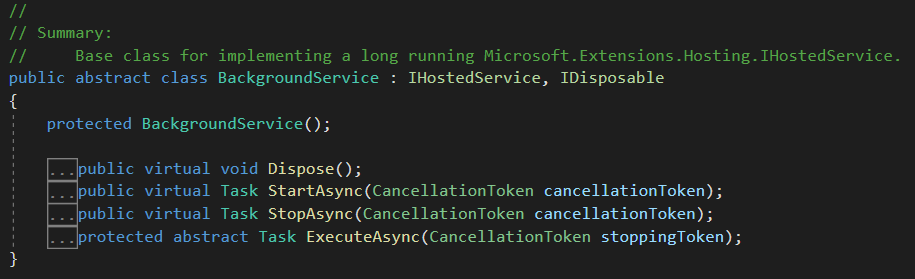 //
// Summary:
//     Base class for implementing a long running Microsoft.Extensions.Hosting.IHostedService.
public abstract class BackgroundService : IHostedService, IDisposable
{
    protected BackgroundService();

    ...public virtual void Dispose();
    ...public virtual Task StartAsync(CancellationToken cancellationToken);
    ...public virtual Task StopAsync(CancellationToken cancellationToken);
    ...protected abstract Task ExecuteAsync(CancellationToken stoppingToken);
}